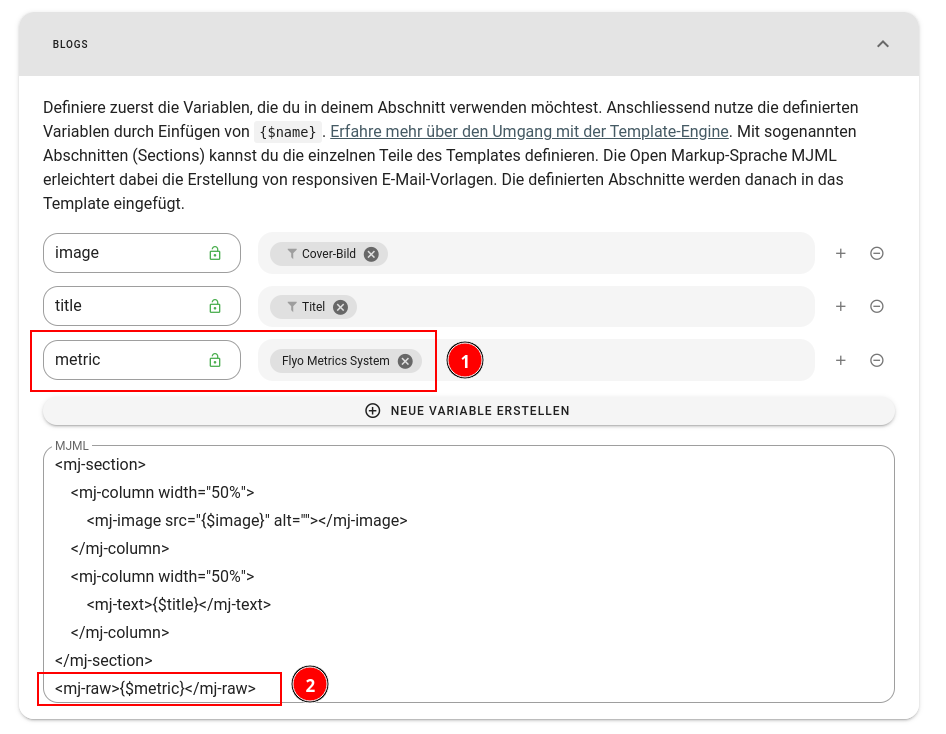 BLOGS
Definiere zuerst die Variablen, die du in deinem Abschnitt verwenden möchtest. Anschliessend nutze die definierten
Variablen durch Einfügen von {$name} . Erfahre mehr über den Umgang mit der Template-Engine. Mit sogenannten
Abschnitten (Sections) kannst du die einzelnen Teile des Templates definieren. Die Open Markup-Sprache MJML
erleichtert dabei die Erstellung von responsiven E-Mail-Vorlagen. Die definierten Abschnitte werden danach in das
Template eingefügt.
image Cover-Bild
title Titel
metric Flyo Metrics System 1
NEUE VARIABLE ERSTELLEN
MJML
<mj-section>
<mj-column width="50%">
<mj-image src="{$image}" alt=""></mj-image>
</mj-column>
<mj-column width="50%">
<mj-text>{$title}</mj-text>
</mj-column>
</mj-section>
<mj-raw>{$metric}</mj-raw> 2